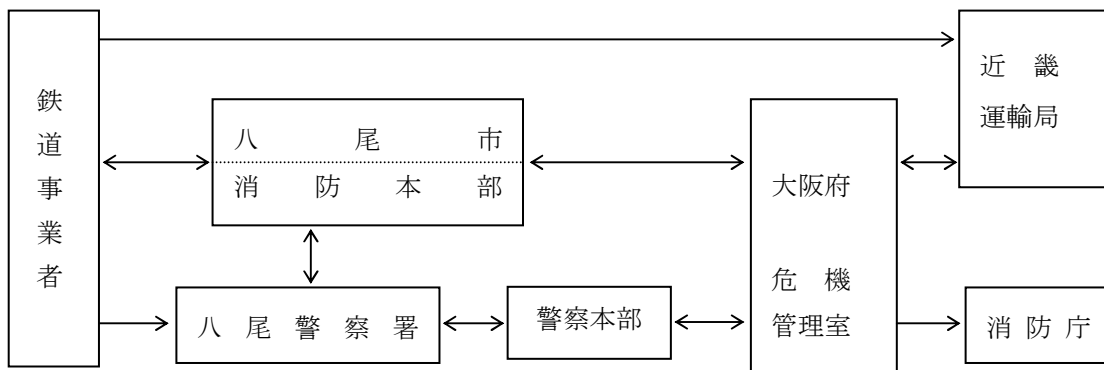 鉄道事業者
八尾市
消防本部
八尾警察署
警察本部
大阪府
危機
管理室
近畿
運輸局
消防庁